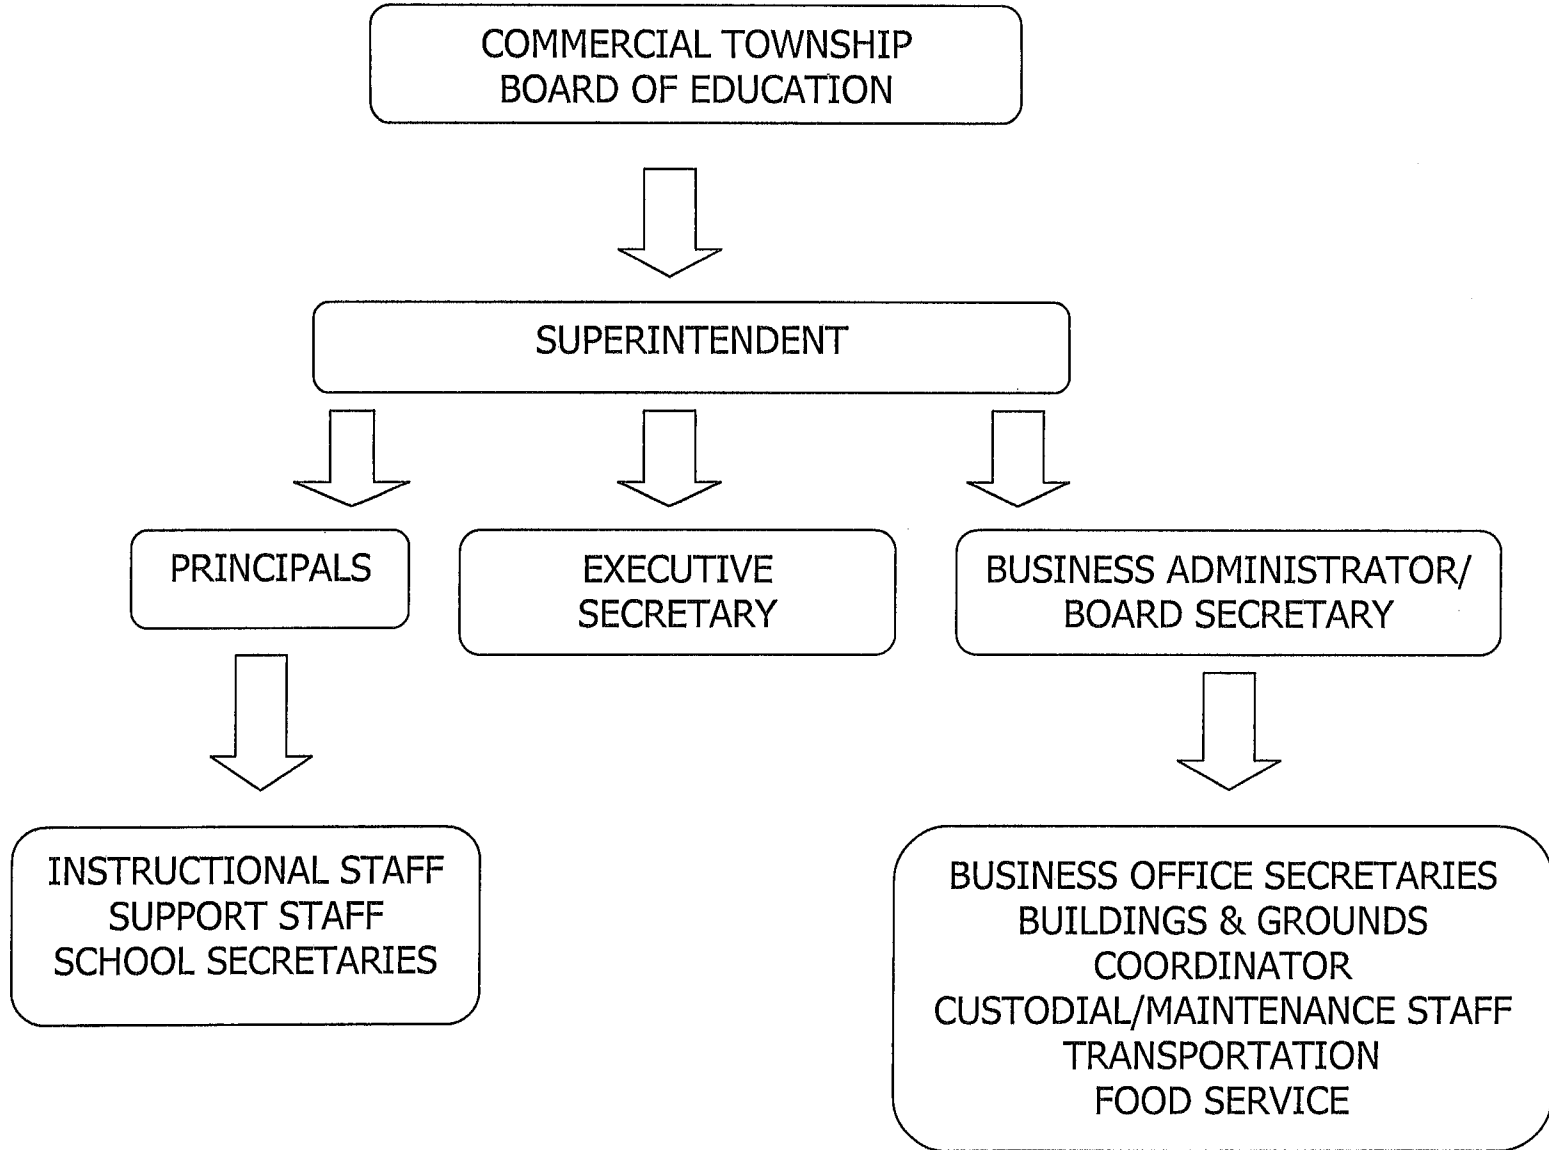 COMMERCIAL TOWNSHIP
BOARD OF EDUCATION
SUPERINTENDENT
PRINCIPALS
EXECUTIVE
SECRETARY
BUSINESS ADMINISTRATOR/
BOARD SECRETARY
INSTRUCTIONAL STAFF
SUPPORT STAFF
SCHOOL SECRETARIES
BUSINESS OFFICE SECRETARIES
BUILDINGS & GROUNDS
COORDINATOR
CUSTODIAL/MAINTENANCE STAFF
TRANSPORTATION
FOOD SERVICE